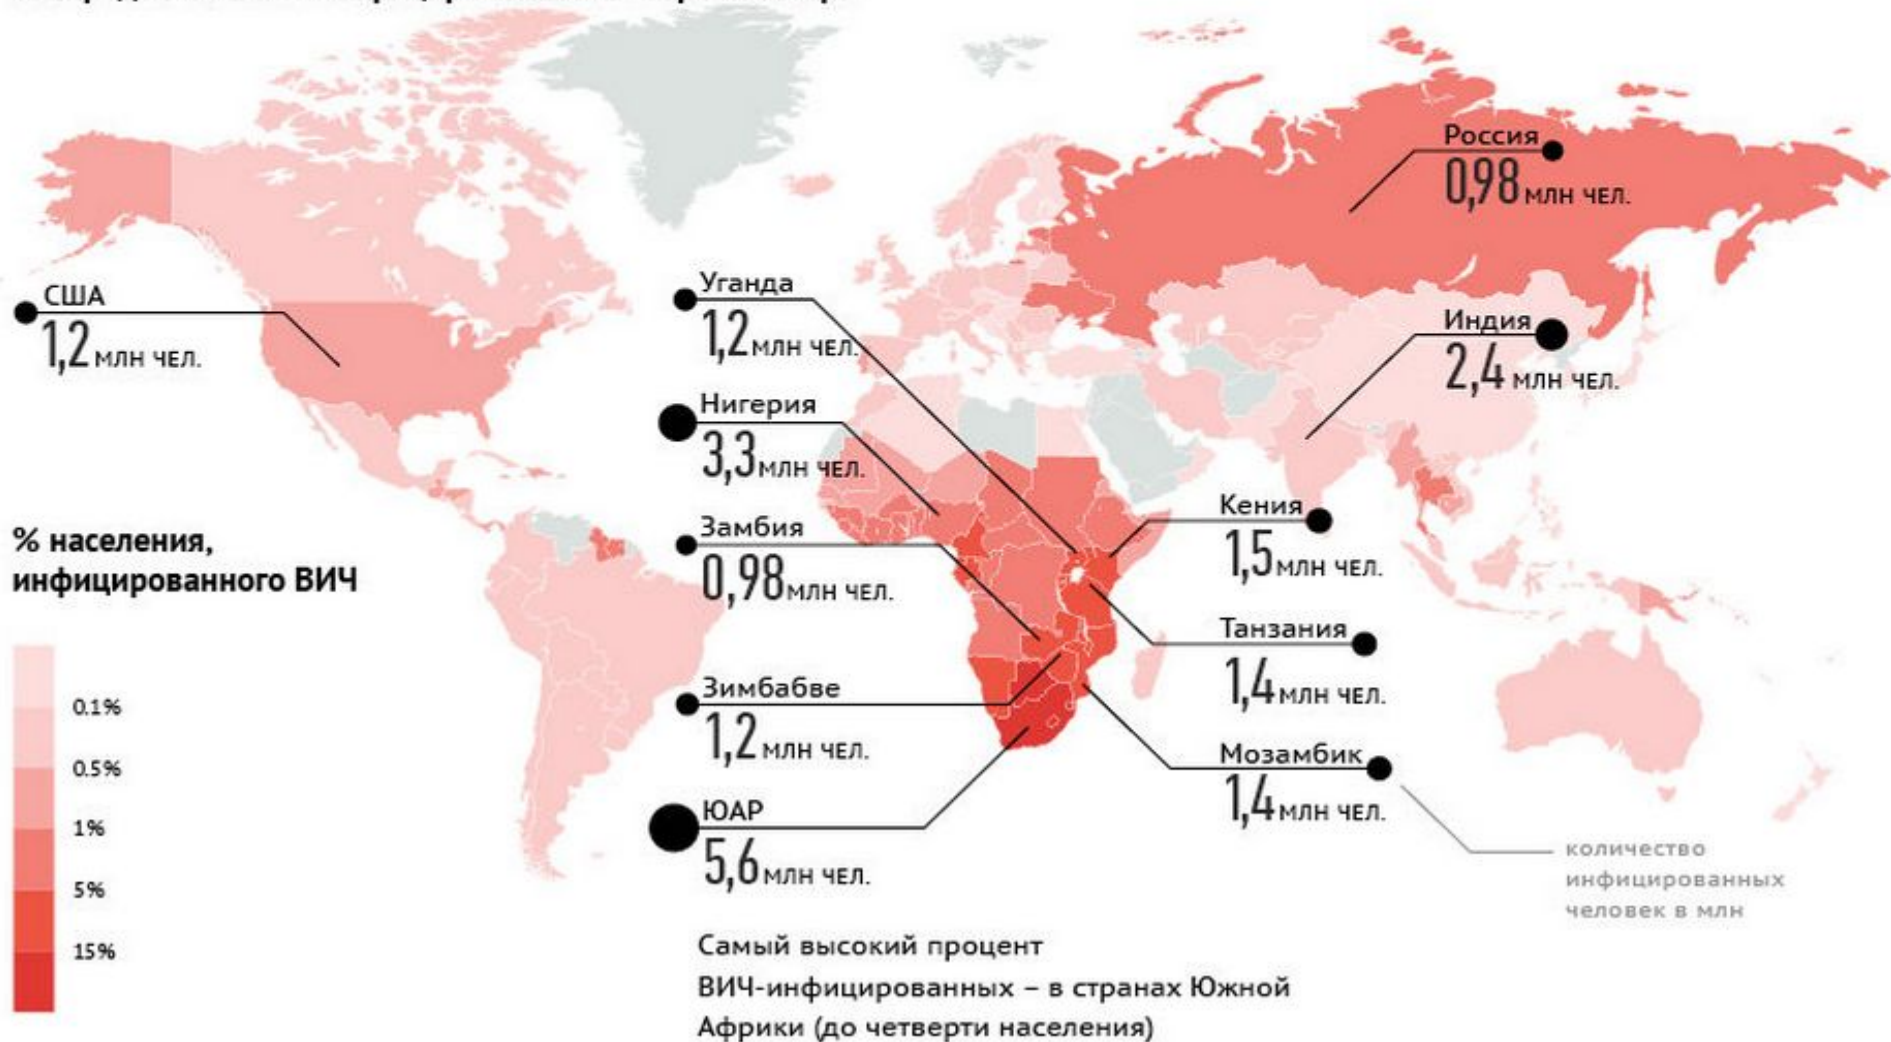 США
1,2 млн чел.
Уганда
1,2 млн чел.
Нигерия
3,3 млн чел.
Замбия
0,98 млн чел.
Зимбабве
1,2 млн чел.
ЮАР
5,6 млн чел.
Россия
0,98 млн чел.
Индия
2,4 млн чел.
Кения
1,5 млн чел.
Танзания
1,4 млн чел.
Мозамбик
1,4 млн чел.
количество
инфицированных
человек в млн
% населения,
инфицированного ВИЧ
0.1%
0.5%
1%
5%
15%
Самый высокий процент
ВИЧ-инфицированных – в странах Южной
Африки (до четверти населения)